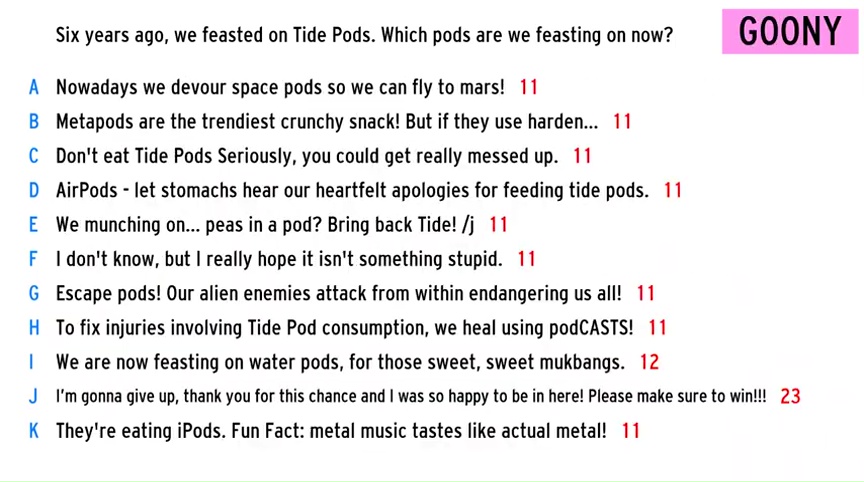 Six years ago, we feasted on Tide Pods. Which pods are we feasting on now?
GOONY
A Nowadays we devour space pods so we can fly to mars! 11
B Metapods are the trendiest crunchy snack! But if they use harden... 11
C Don't eat Tide Pods Seriously, you could get really messed up. 11
D AirPods - let stomachs hear our heartfelt apologies for feeding tide pods. 11
E We munching on... peas in a pod? Bring back Tide! /j 11
F I don't know, but I really hope it isn't something stupid. 11
G Escape pods! Our alien enemies attack from within endangering us all! 11
H To fix injuries involving Tide Pod consumption, we heal using podCASTS! 11
I We are now feasting on water pods, for those sweet, sweet mukbangs. 12
J I'm gonna give up, thank you for this chance and I was so happy to be in here! Please make sure to win!!! 23
K They're eating iPods. Fun Fact: metal music tastes like actual metal! 11